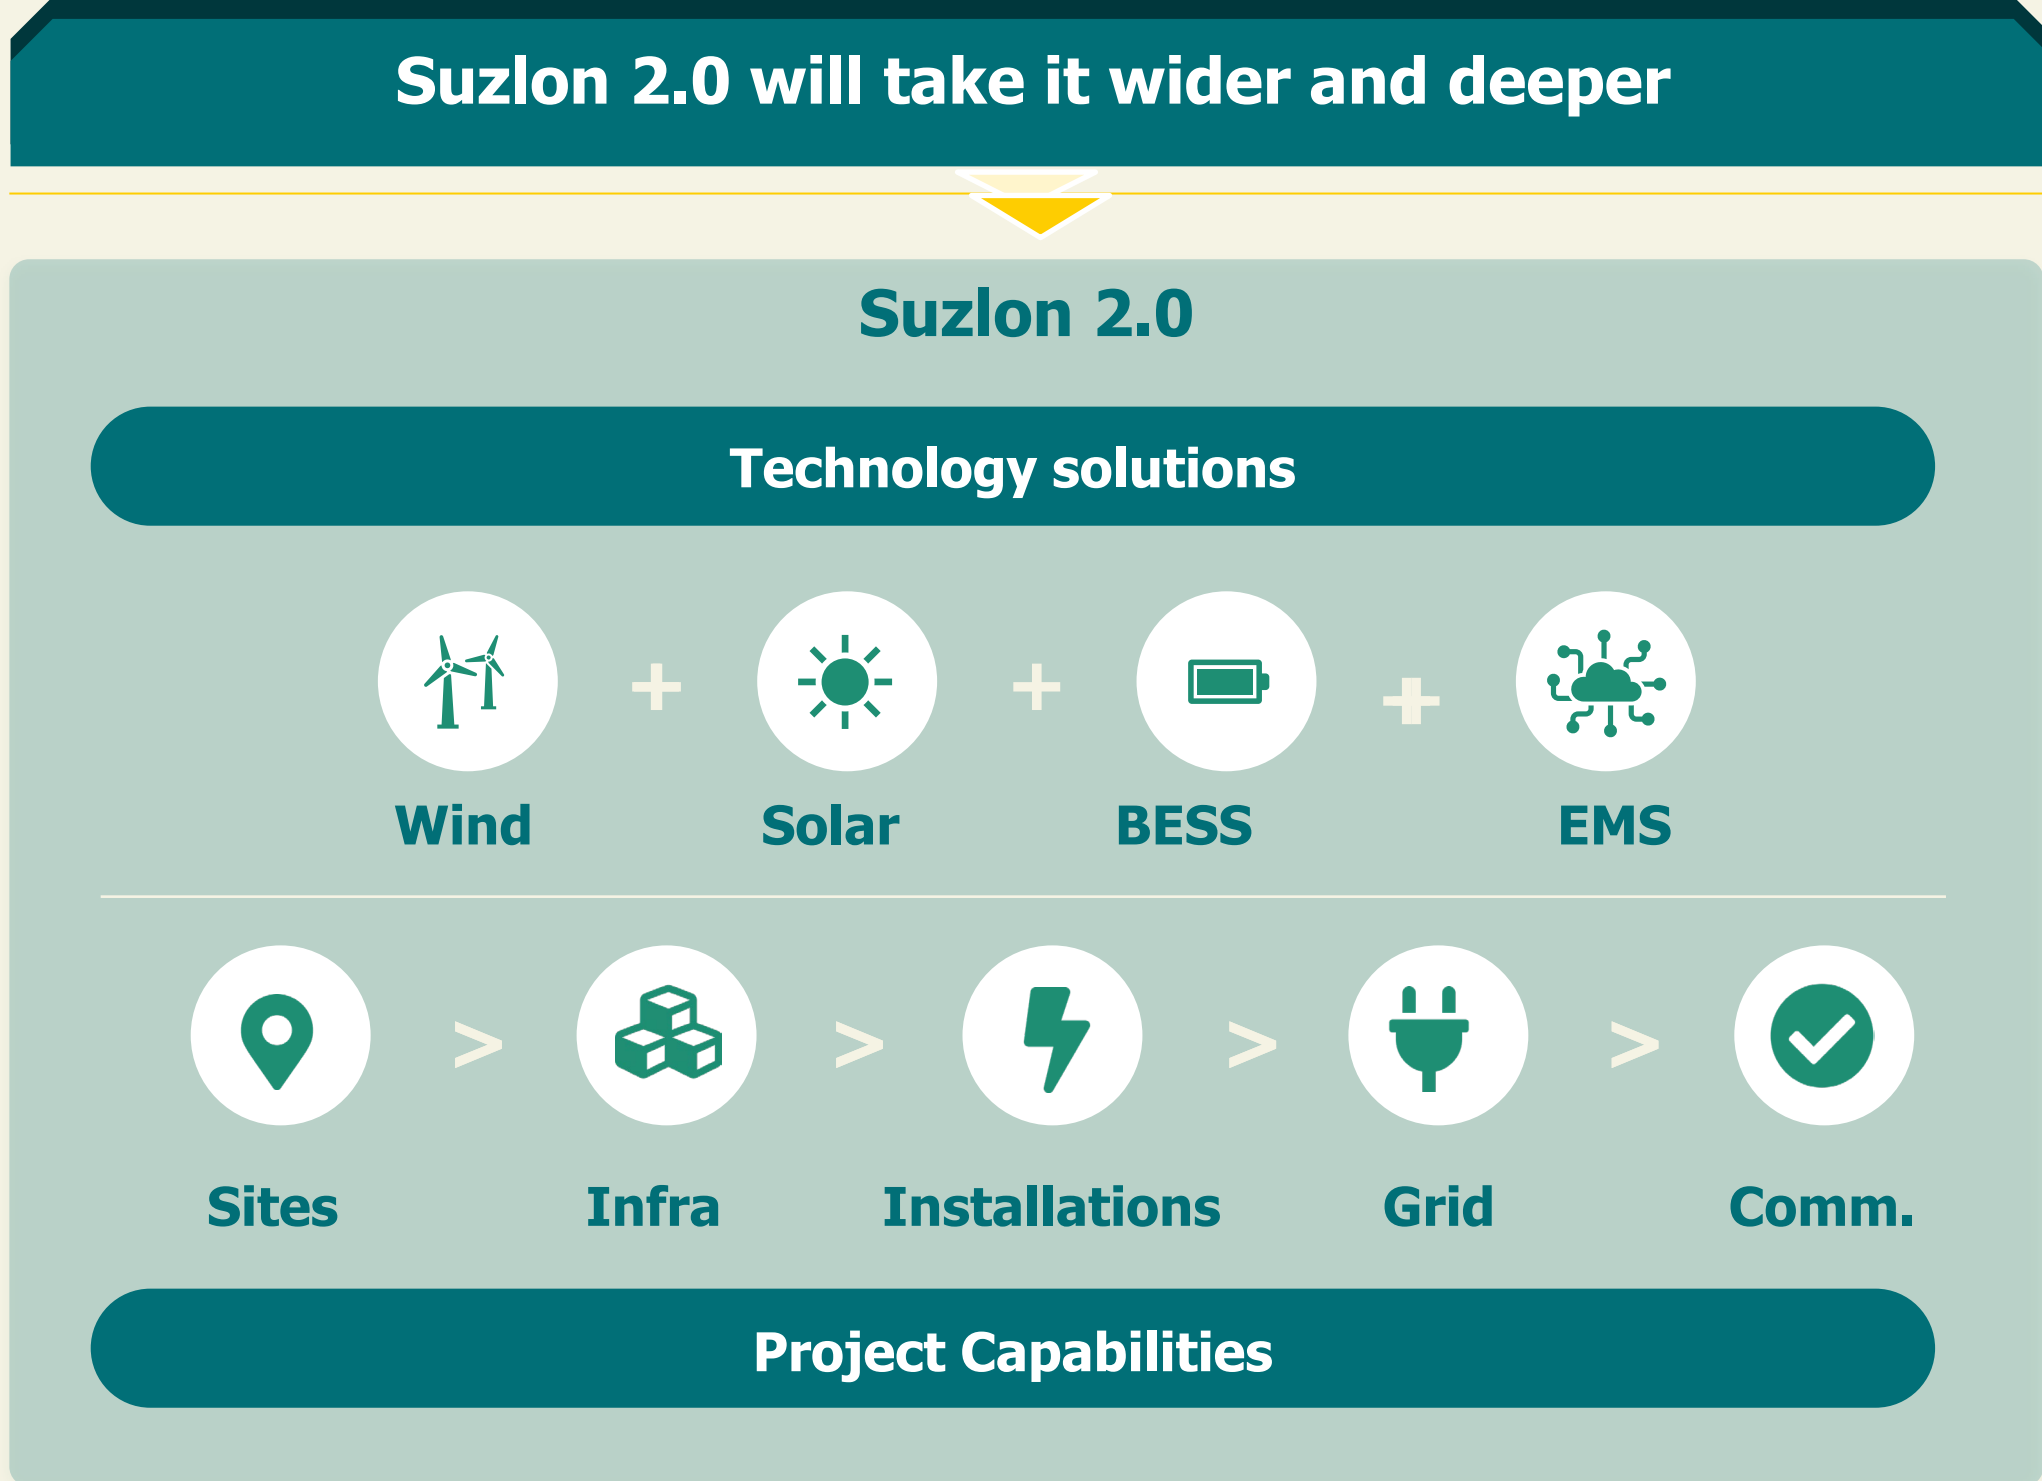 Suzlon 2.0 will take it wider and deeper
Suzlon 2.0
Technology solutions
+ + +
Wind Solar BESS EMS
> > > >
Sites Infra Installations Grid Comm.
Project Capabilities